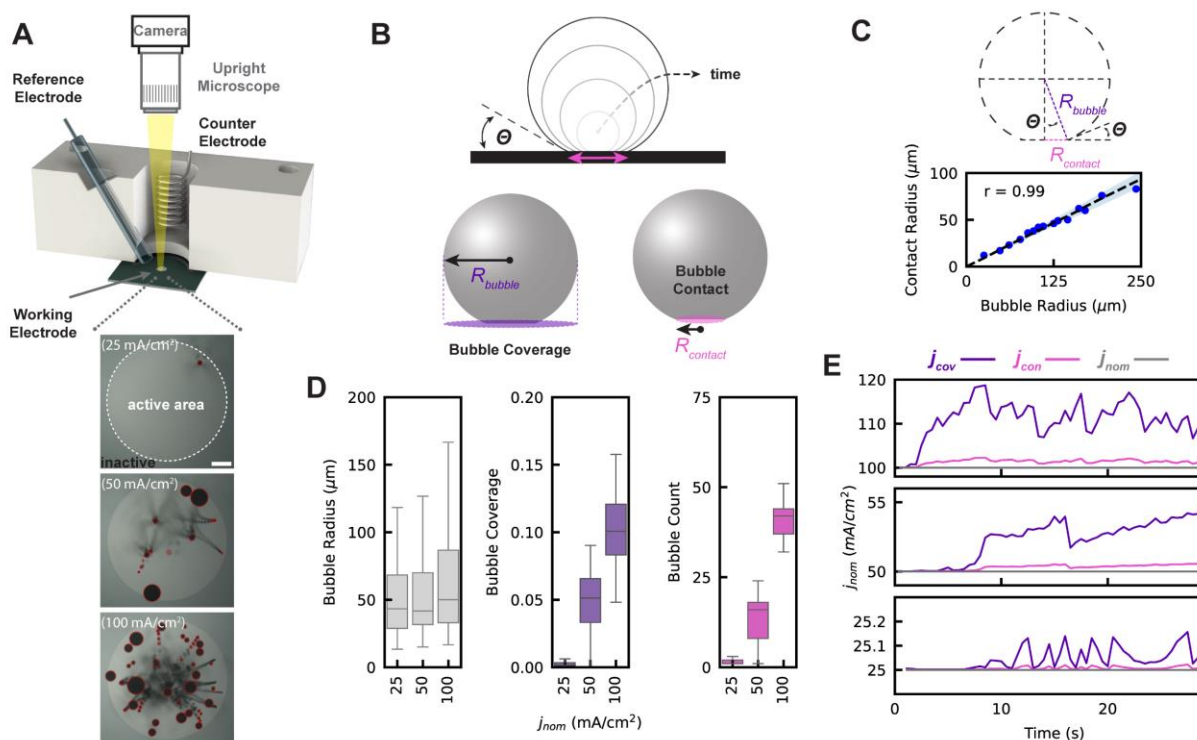 A
Camera
Reference
Electrode
Upright
Microscope
Counter
Electrode
Working
Electrode
(25 mA/cm²)
active area
inactive
(50 mA/cm²)
(100 mA/cm²)
B
time
Θ
R_bubble
Bubble Coverage
Bubble
Contact
R_contact
C
R_bubble
Θ
Θ
R_contact
Contact Radius (μm)
100
50
0
r = 0.99
0
125
250
Bubble Radius (μm)
D
Bubble Radius (μm)
200
150
100
50
0
25
50
100
Bubble Coverage
0.20
0.15
0.10
0.05
0.00
25
50
100
Bubble Count
75
50
25
0
25
50
100
j_nom (mA/cm²)
E
j_cov
j_con
j_nom
j_nom (mA/cm²)
120
110
100
55
50
25.2
25.1
25
0
10
20
Time (s)